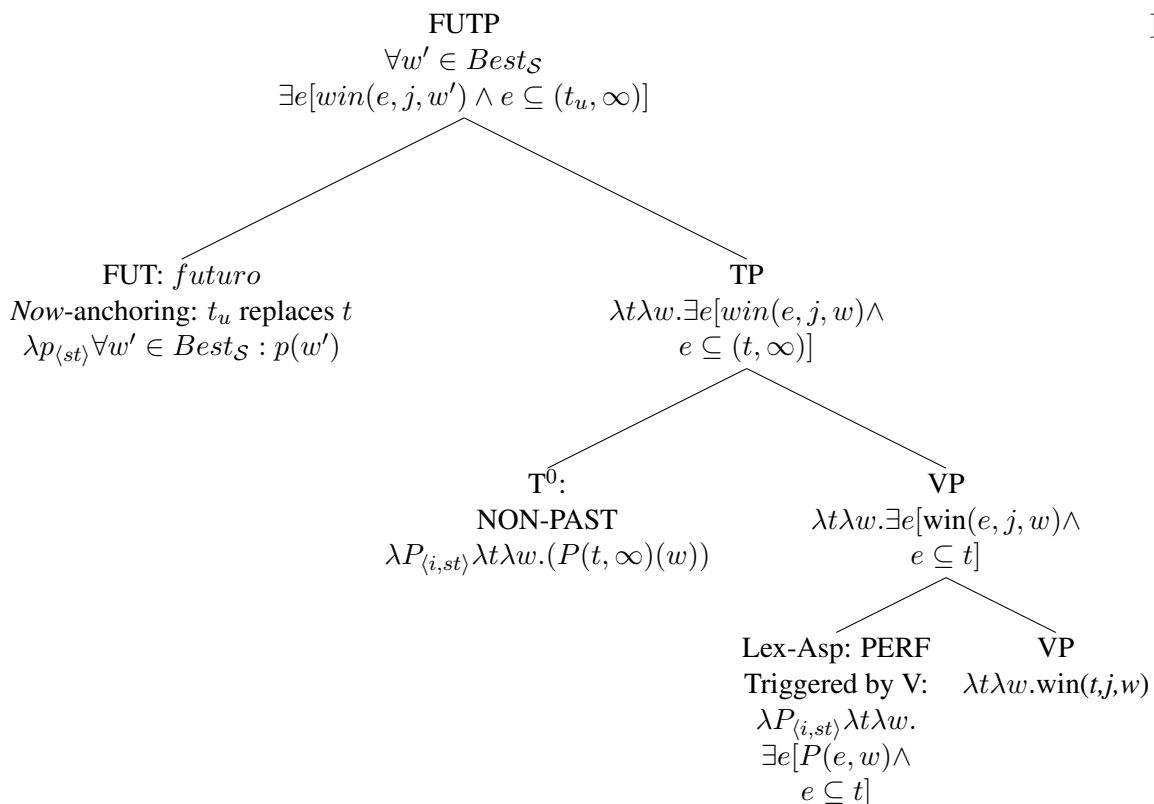 FUTP
∀w′ ∈ Best_𝒮
∃e[win(e, j, w′) ∧ e ⊆ (t_u, ∞)]
FUT: futuro
Now-anchoring: t_u replaces t
λp_⟨st⟩∀w′ ∈ Best_𝒮 : p(w′)
TP
λtλw.∃e[win(e, j, w)∧
e ⊆ (t, ∞)]
T⁰:
NON-PAST
λP_⟨i,st⟩λtλw.(P(t, ∞)(w))
VP
λtλw.∃e[win(e, j, w)∧
e ⊆ t]
Lex-Asp: PERF
Triggered by V:
λP_⟨i,st⟩λtλw.
∃e[P(e, w)∧
e ⊆ t]
VP
λtλw.win(t,j,w)